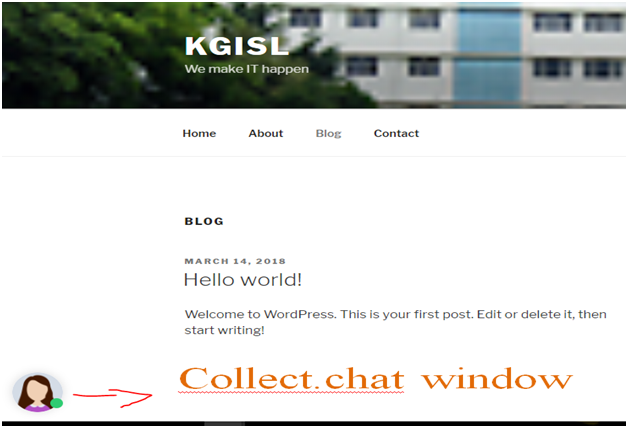 KGISL
We make IT happen
Home About Blog Contact
BLOG
MARCH 14, 2018
Hello world!
Welcome to WordPress. This is your first post. Edit or delete it, then
start writing!
Collect.chat window